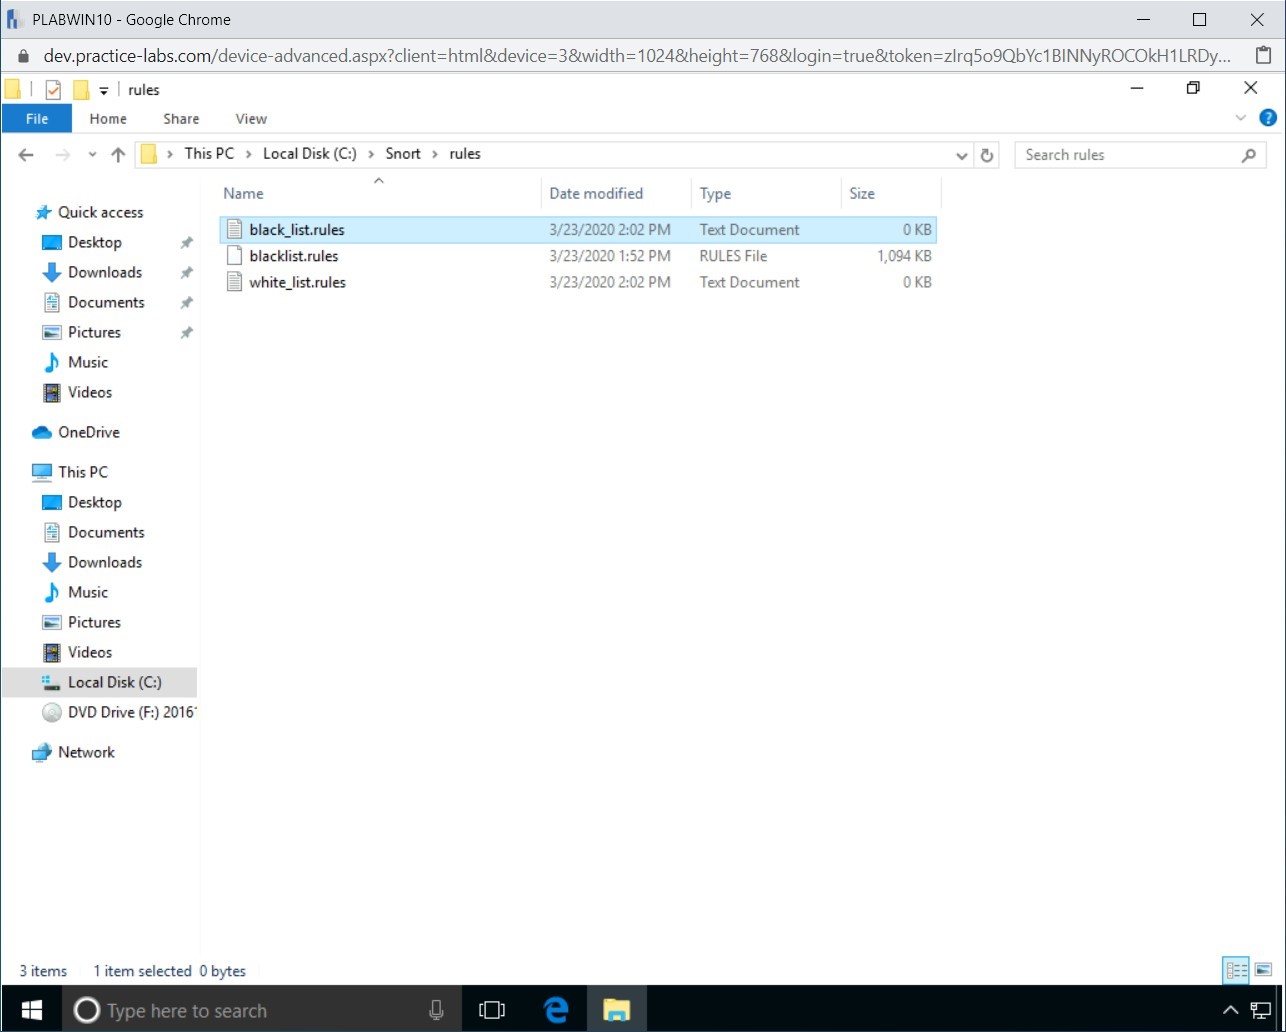 PLABWIN10 - Google Chrome
dev.practice-labs.com/device-advanced.aspx?client=html&device=3&width=1024&height=768&login=true&token=zIrq5o9QbYc1BINNyROCOkH1LRDy...
rules
File Home Share View ?
This PC > Local Disk (C:) > Snort > rules
Search rules
Name Date modified Type Size
black_list.rules 3/23/2020 2:02 PM Text Document 0 KB
blacklist.rules 3/23/2020 1:52 PM RULES File 1,094 KB
white_list.rules 3/23/2020 2:02 PM Text Document 0 KB
Quick access
Desktop
Downloads
Documents
Pictures
Music
Videos
OneDrive
This PC
Desktop
Documents
Downloads
Music
Pictures
Videos
Local Disk (C:)
DVD Drive (F:) 2016
Network
3 items 1 item selected 0 bytes
Type here to search